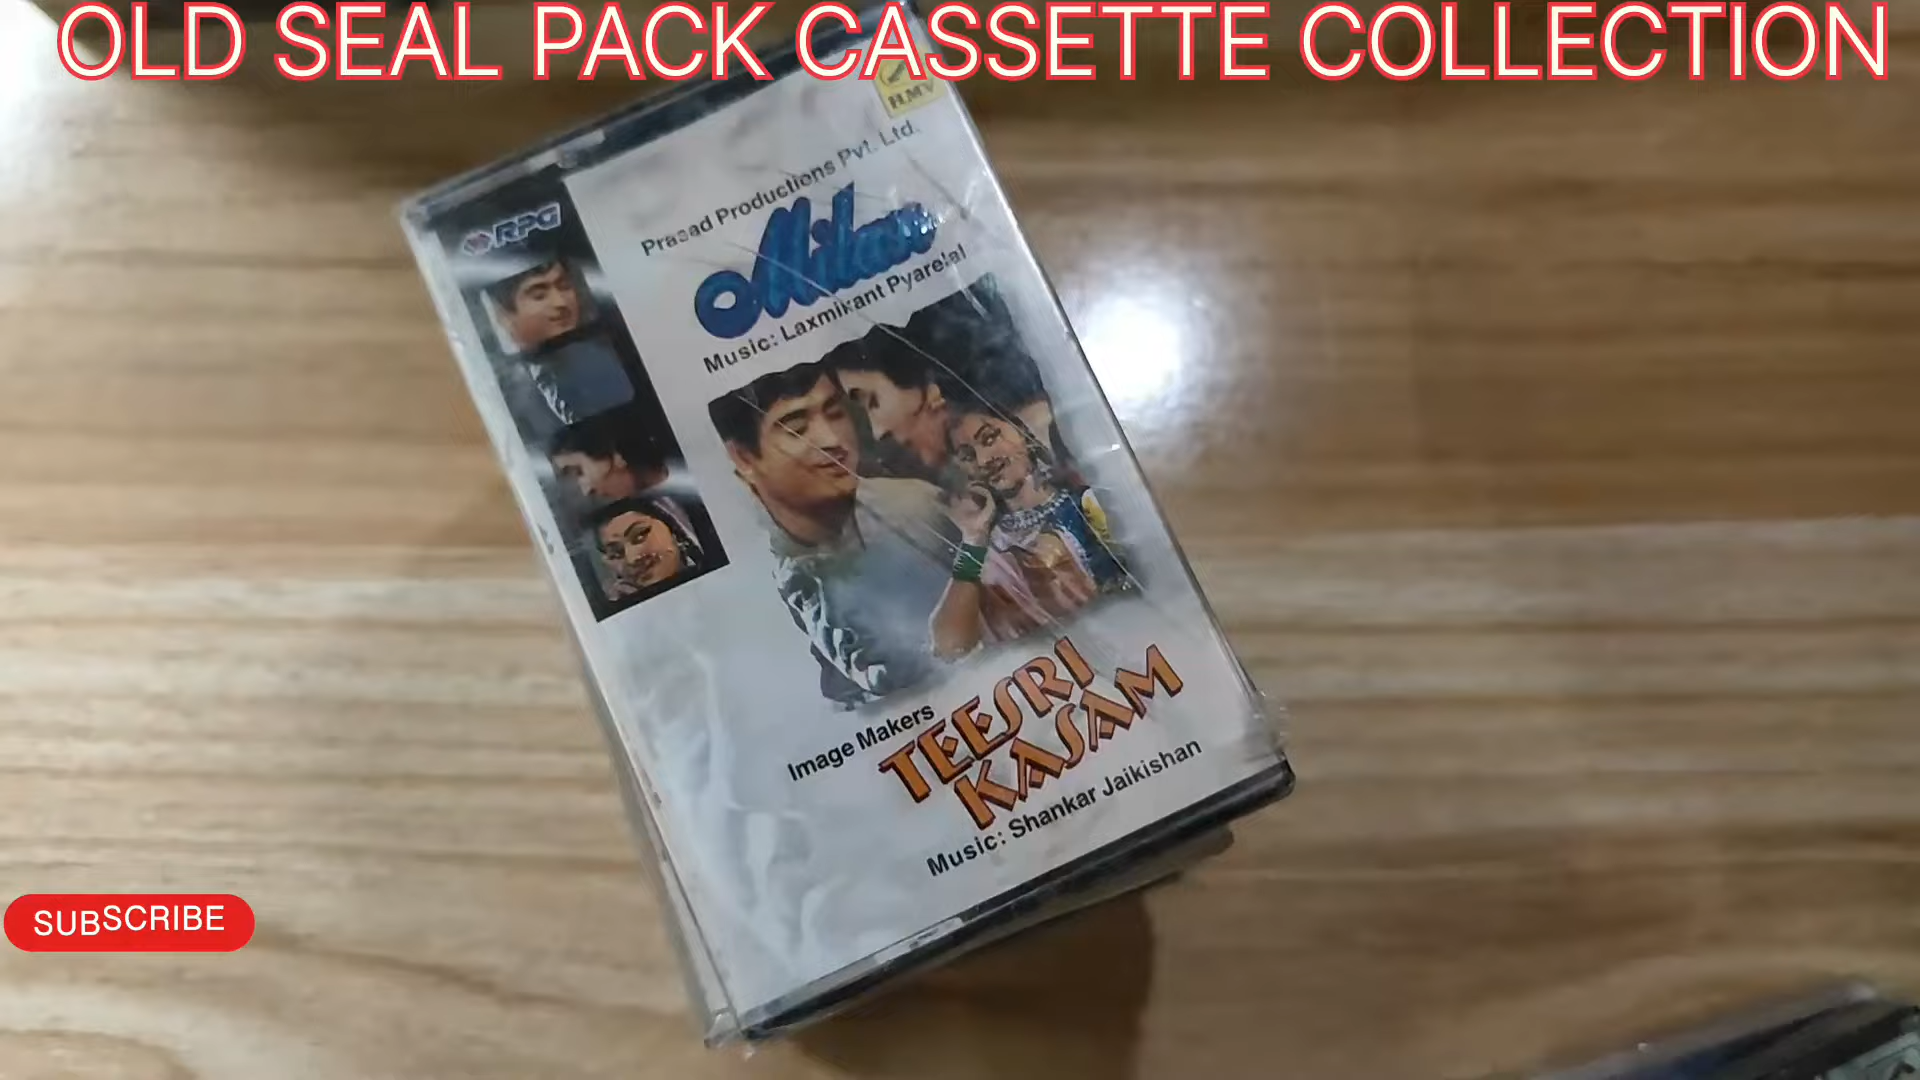 OLD SEAL PACK CASSETTE COLLECTION
HMV
RPG
Prasad Productions Pvt. Ltd.
Milan
Music: Laxmikant Pyarelal
Image Makers
TEESRI
KASAM
Music: Shankar Jaikishan
SUBSCRIBE